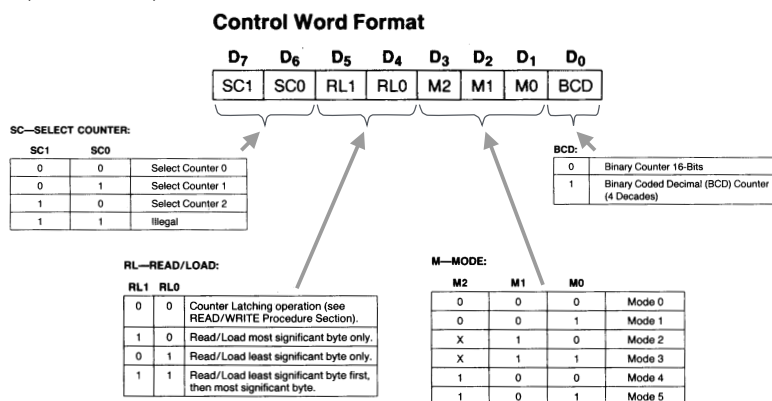 Control Word Format
D7 D6 D5 D4 D3 D2 D1 D0
SC1 SC0 RL1 RL0 M2 M1 M0 BCD
SC—SELECT COUNTER:
SC1 SC0
0 0 Select Counter 0
0 1 Select Counter 1
1 0 Select Counter 2
1 1 Illegal
BCD:
0 Binary Counter 16-Bits
1 Binary Coded Decimal (BCD) Counter
(4 Decades)
RL—READ/LOAD:
RL1 RL0
0 0 Counter Latching operation (see
READ/WRITE Procedure Section).
1 0 Read/Load most significant byte only.
0 1 Read/Load least significant byte only.
1 1 Read/Load least significant byte first,
then most significant byte.
M—MODE:
M2 M1 M0
0 0 0 Mode 0
0 0 1 Mode 1
X 1 0 Mode 2
X 1 1 Mode 3
1 0 0 Mode 4
1 0 1 Mode 5